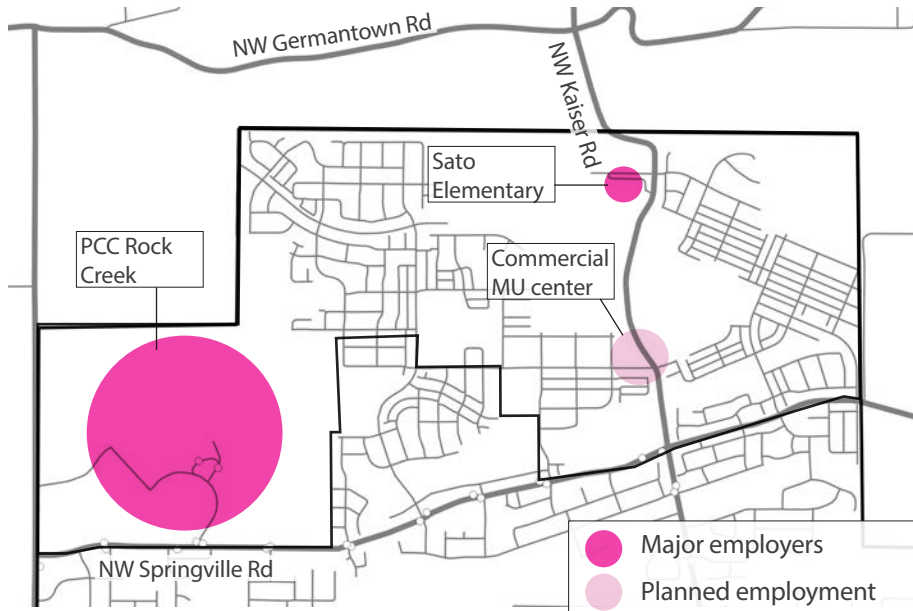 NW Germantown Rd
NW Kaiser Rd
Sato
Elementary
PCC Rock
Creek
Commercial
MU center
NW Springville Rd
Major employers
Planned employment